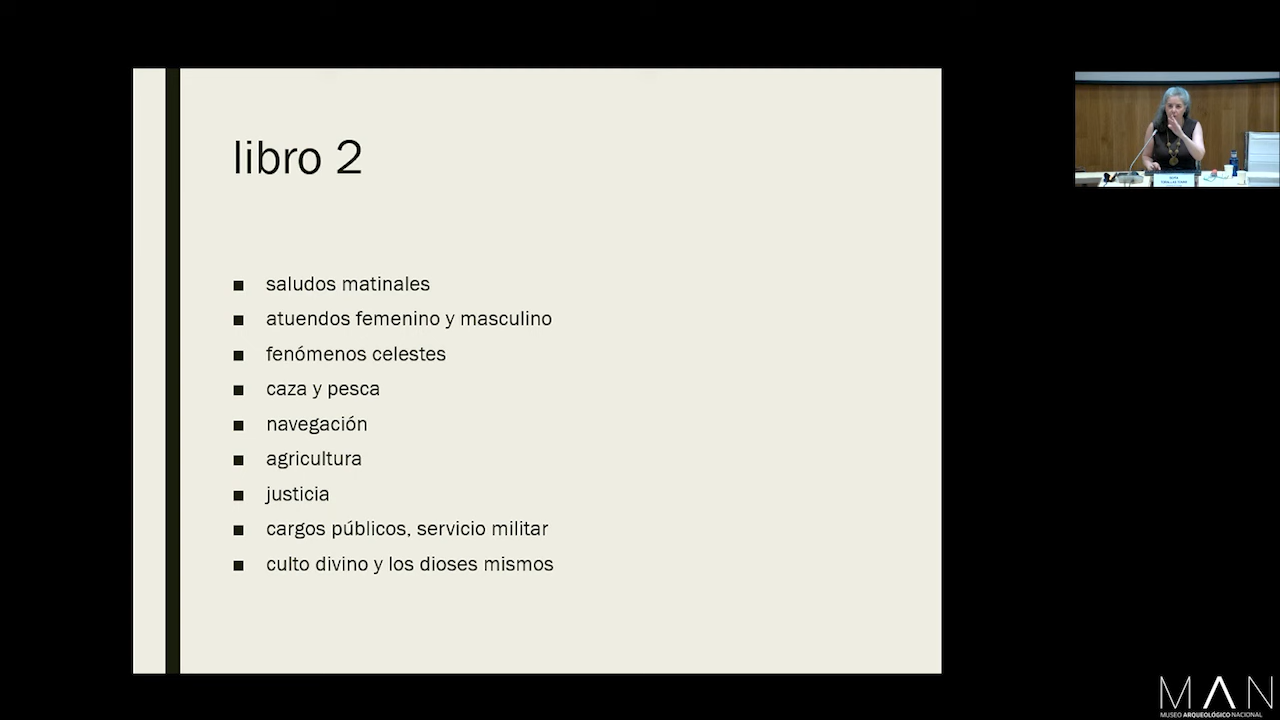 libro 2
saludos matinales
atuendos femenino y masculino
fenómenos celestes
caza y pesca
navegación
agricultura
justicia
cargos públicos, servicio militar
culto divino y los dioses mismos
MAN
MUSEO ARQUEOLÓGICO NACIONAL